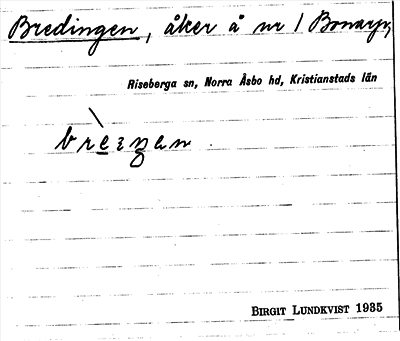 Bredingen, åker å nr 1 Bonarp,
Riseberga sn, Norra Åsbo hd, Kristianstads län
BIRGIT LUNDKVIST 1935